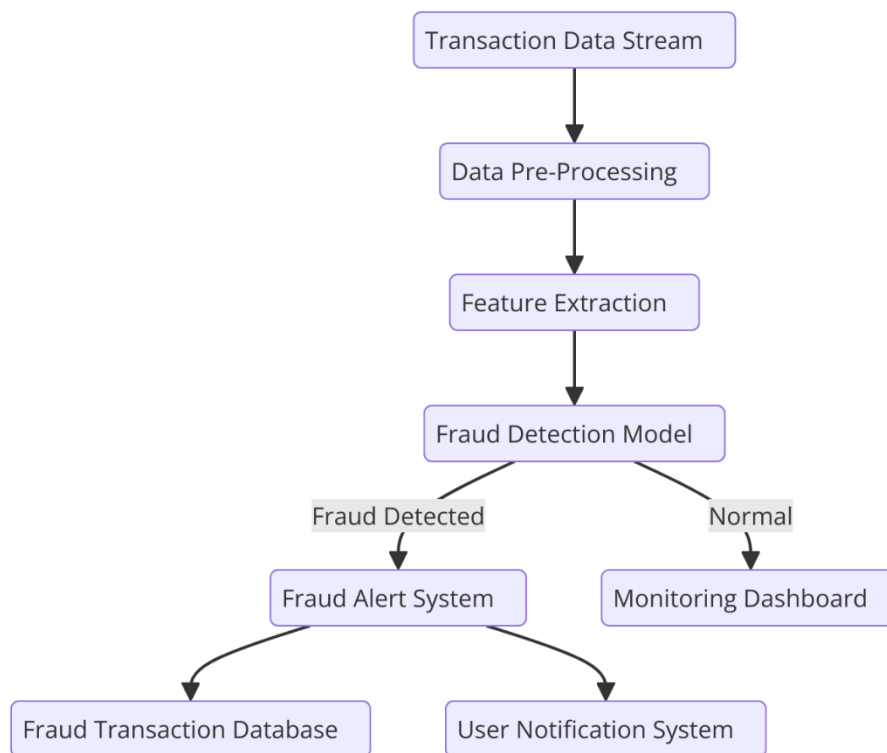 Transaction Data Stream
Data Pre-Processing
Feature Extraction
Fraud Detection Model
Fraud Detected
Normal
Fraud Alert System
Monitoring Dashboard
Fraud Transaction Database
User Notification System